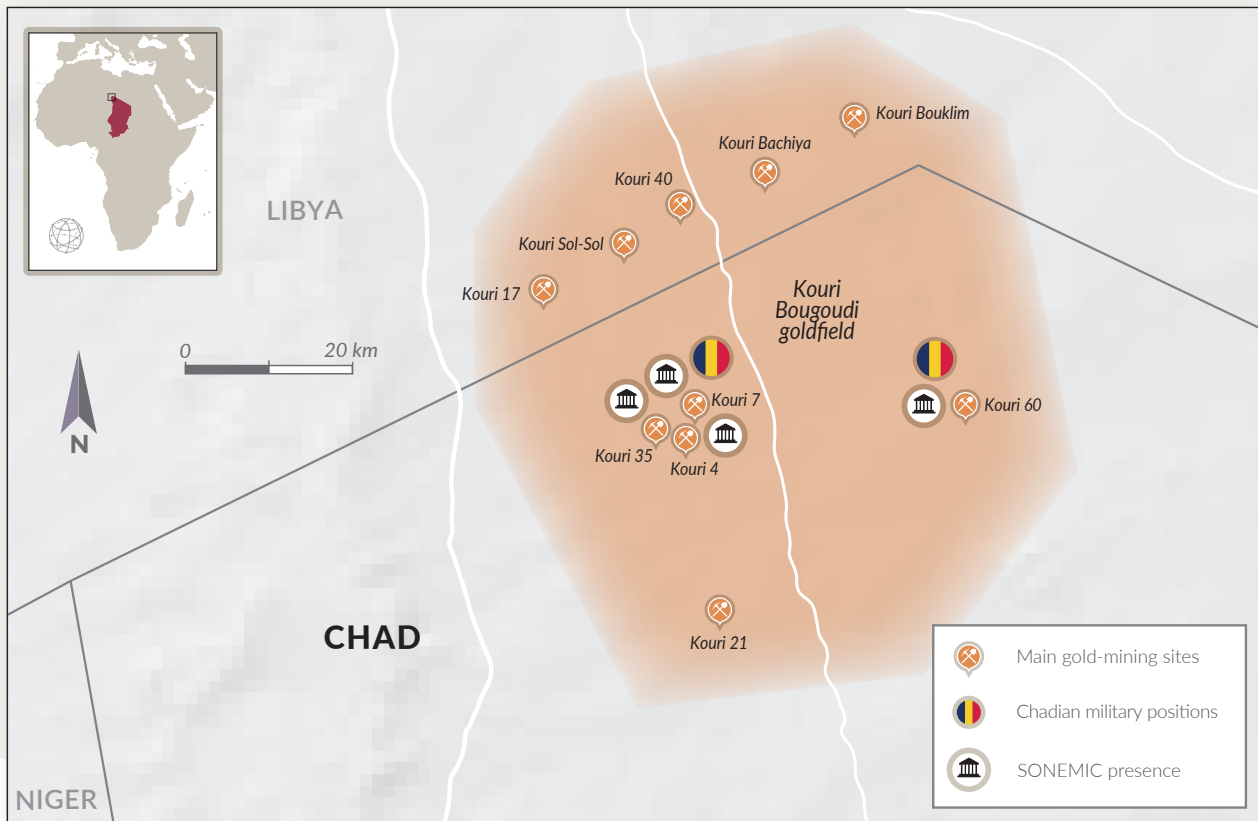 Kouri Bouklim
Kouri Bachiya
Kouri 40
LIBYA
Kouri Sol-Sol
Kouri 17
Kouri
Bougoudi
goldfield
0 20 km
N
Kouri 7
Kouri 60
Kouri 35
Kouri 4
CHAD
Kouri 21
NIGER
Main gold-mining sites
Chadian military positions
SONEMIC presence